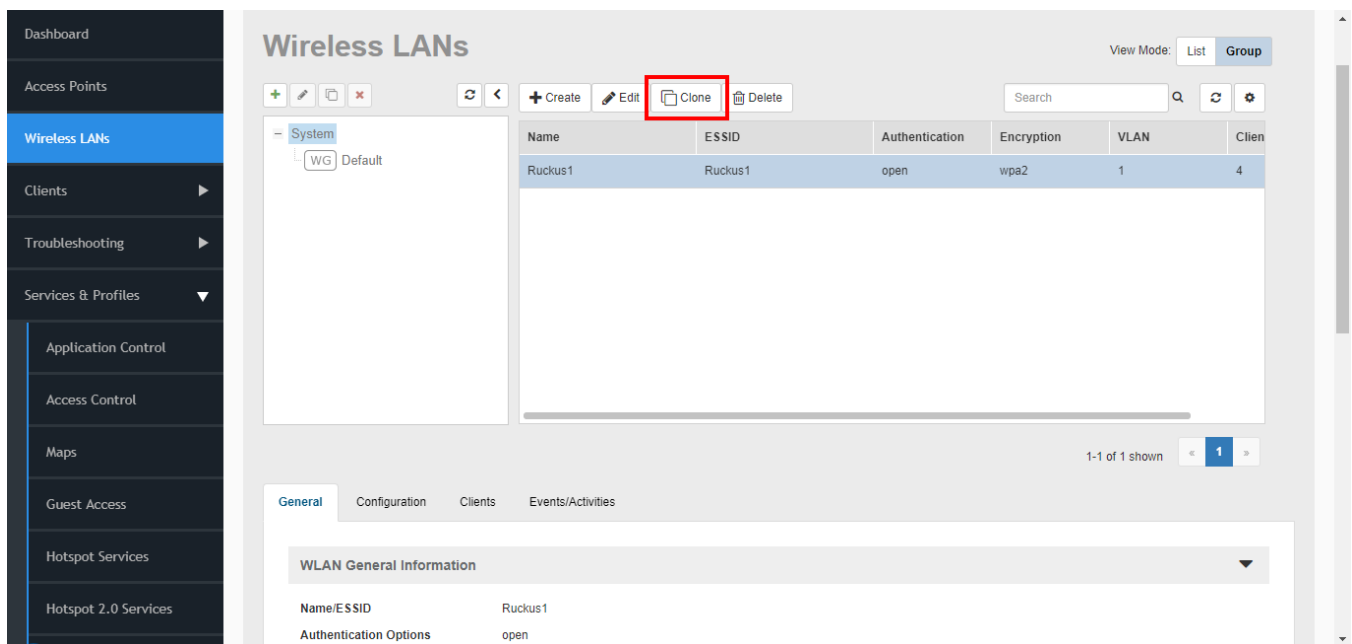 Dashboard
Access Points
Wireless LANs
Clients
Troubleshooting
Services & Profiles
Application Control
Access Control
Maps
Guest Access
Hotspot Services
Hotspot 2.0 Services
Wireless LANs
View Mode: List Group
Create Edit Clone Delete
Search
System
WG Default
Name ESSID Authentication Encryption VLAN Clien
Ruckus1 Ruckus1 open wpa2 1 4
1-1 of 1 shown « 1 »
General Configuration Clients Events/Activities
WLAN General Information
Name/ESSID Ruckus1
Authentication Options open